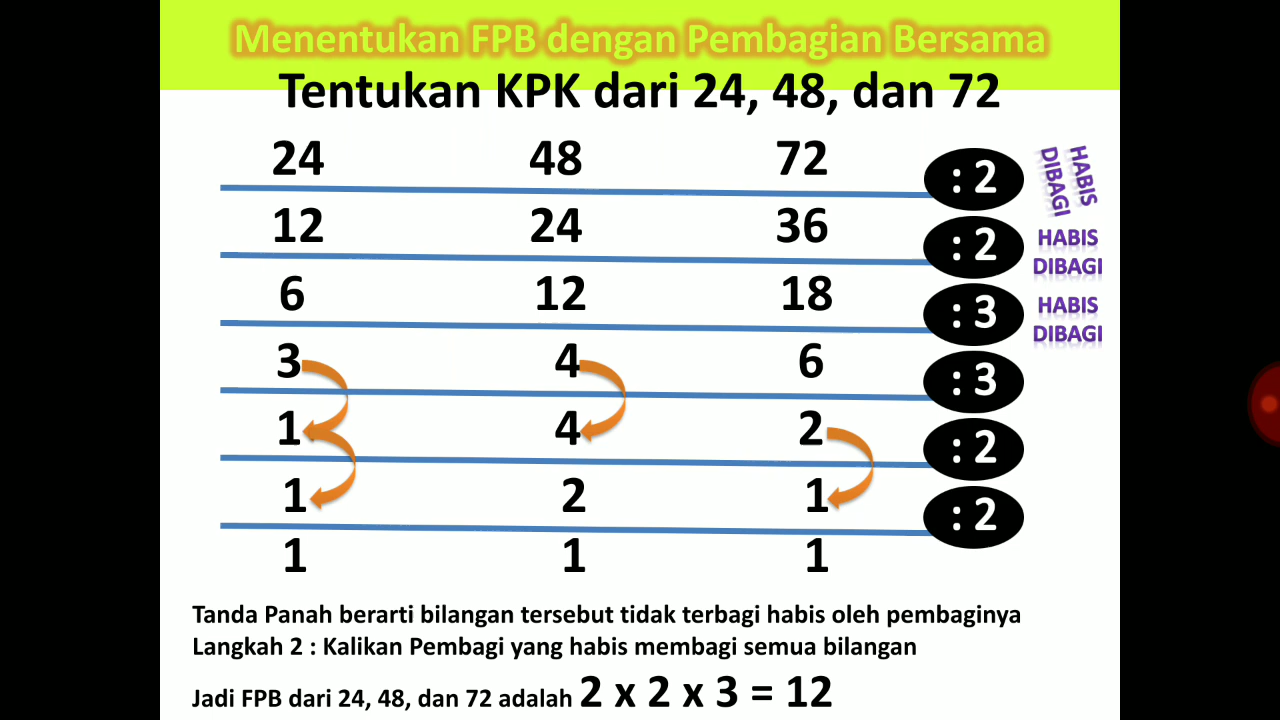 Menentukan FPB dengan Pembagian Bersama
Tentukan KPK dari 24, 48, dan 72
24 48 72 : 2 HABIS DIBAGI
12 24 36 : 2 HABIS DIBAGI
6 12 18 : 3 HABIS DIBAGI
3 4 6 : 3
1 4 2 : 2
1 2 1 : 2
1 1 1
Tanda Panah berarti bilangan tersebut tidak terbagi habis oleh pembaginya
Langkah 2 : Kalikan Pembagi yang habis membagi semua bilangan
Jadi FPB dari 24, 48, dan 72 adalah 2 x 2 x 3 = 12